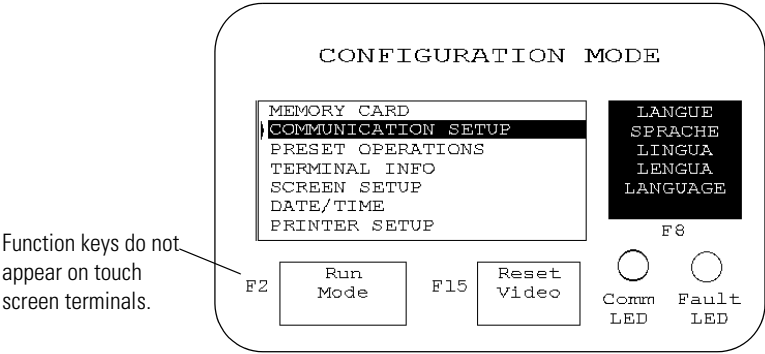 CONFIGURATION MODE
MEMORY CARD
COMMUNICATION SETUP
PRESET OPERATIONS
TERMINAL INFO
SCREEN SETUP
DATE/TIME
PRINTER SETUP
LANGUE
SPRACHE
LINGUA
LENGUA
LANGUAGE
F8
Function keys do not
appear on touch
screen terminals.
F2
Run
Mode
F15
Reset
Video
Comm
LED
Fault
LED